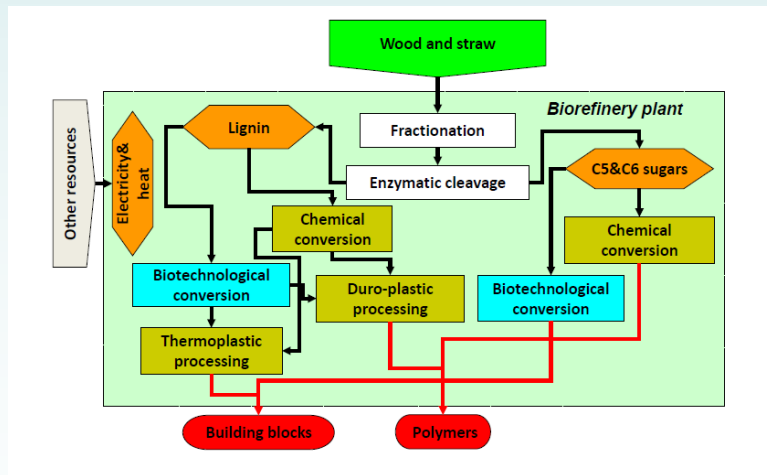 Wood and straw
Biorefinery plant
Other resources
Electricity&
heat
Lignin
Fractionation
Enzymatic cleavage
C5&C6 sugars
Chemical
conversion
Chemical
conversion
Biotechnological
conversion
Duro-plastic
processing
Biotechnological
conversion
Thermoplastic
processing
Building blocks
Polymers